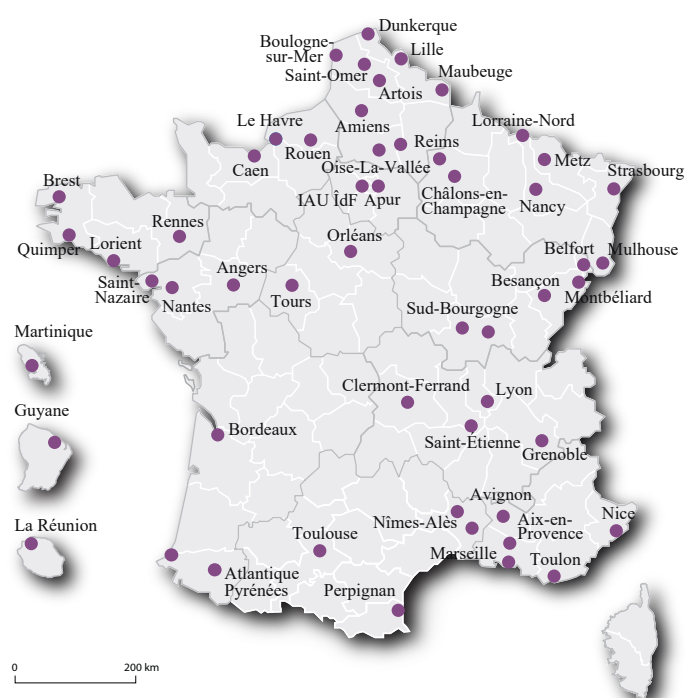 Dunkerque
Boulogne-
sur-Mer
Lille
Saint-Omer
Maubeuge
Artois
Le Havre
Amiens
Lorraine-Nord
Rouen
Reims
Caen
Oise-La-Vallée
Metz
Strasbourg
Brest
IAU ÎdF
Apur
Châlons-en-
Champagne
Nancy
Rennes
Orléans
Quimper
Lorient
Belfort
Mulhouse
Saint-
Nazaire
Angers
Besançon
Nantes
Tours
Montbéliard
Sud-Bourgogne
Martinique
Clermont-Ferrand
Lyon
Guyane
Bordeaux
Saint-Étienne
Grenoble
Avignon
La Réunion
Nîmes-Alès
Aix-en-
Provence
Nice
Toulouse
Marseille
Toulon
Atlantique
Pyrénées
Perpignan
0 200 km